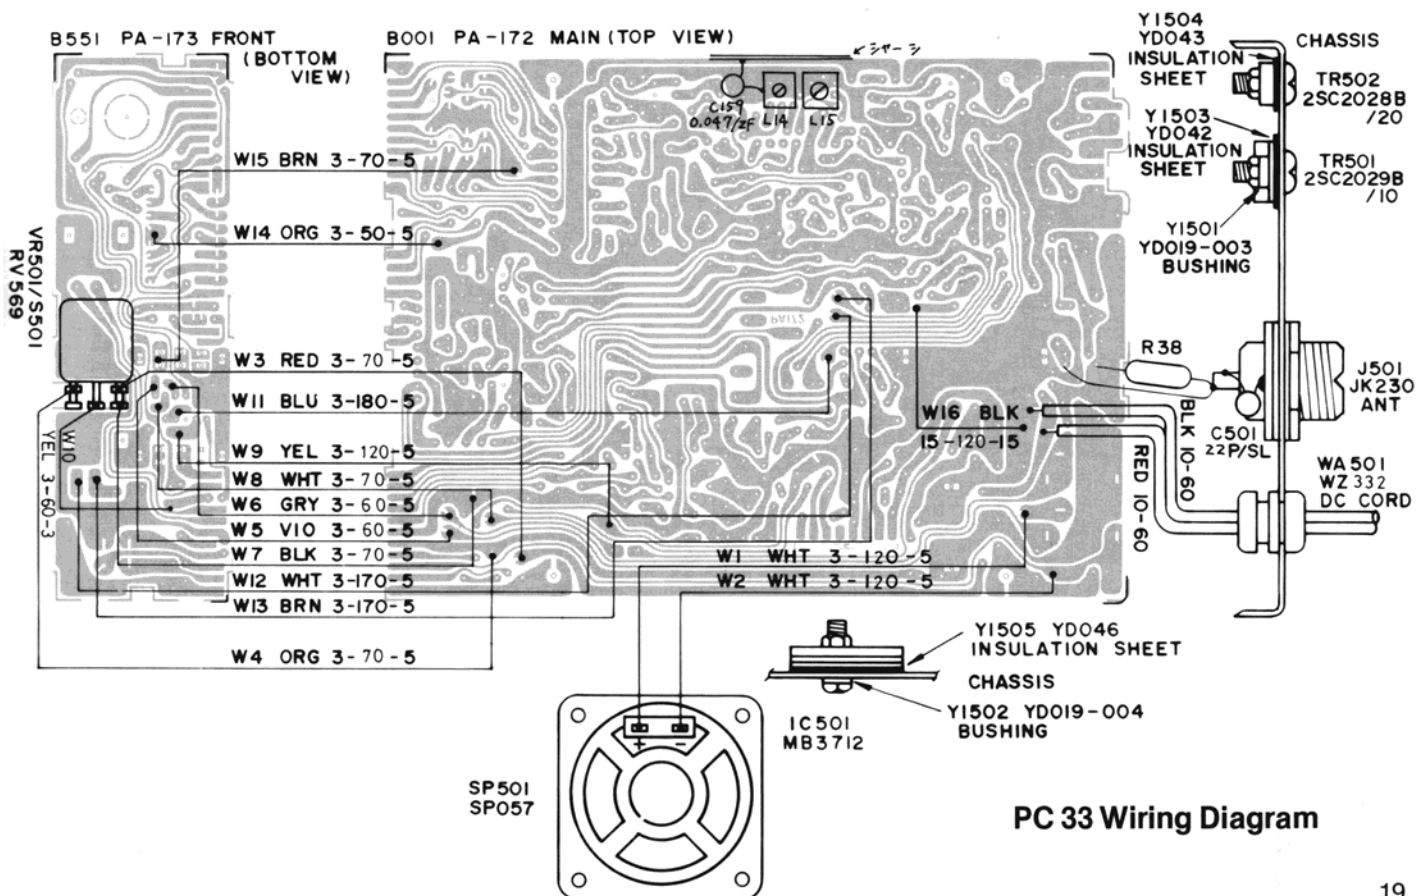 B551 PA-173 FRONT
(BOTTOM
VIEW)
B001 PA-172 MAIN (TOP VIEW)
シャーシ
C159
0.047/ZF
L14
L15
Y1504
YD043
INSULATION
SHEET
CHASSIS
TR502
2SC2028B
/20
Y1503
YD042
INSULATION
SHEET
TR501
2SC2029B
/10
Y1501
YD019-003
BUSHING
W15 BRN 3-70-5
W14 ORG 3-50-5
VR501/S501
RV569
PA172
W3 RED 3-70-5
W11 BLU 3-180-5
W9 YEL 3-120-5
W8 WHT 3-70-5
W6 GRY 3-60-5
W5 VIO 3-60-5
W7 BLK 3-70-5
W12 WHT 3-170-5
W13 BRN 3-170-5
W4 ORG 3-70-5
W10
YEL 3-60-3
W16 BLK
15-120-15
R38
J501
JK230
ANT
C501
22P/SL
BLK 10-60
RED 10-60
WA501
WZ332
DC CORD
W1 WHT 3-120-5
W2 WHT 3-120-5
Y1505 YD046
INSULATION SHEET
CHASSIS
Y1502 YD019-004
BUSHING
IC501
MB3712
+ -
SP501
SP057
PC 33 Wiring Diagram
19